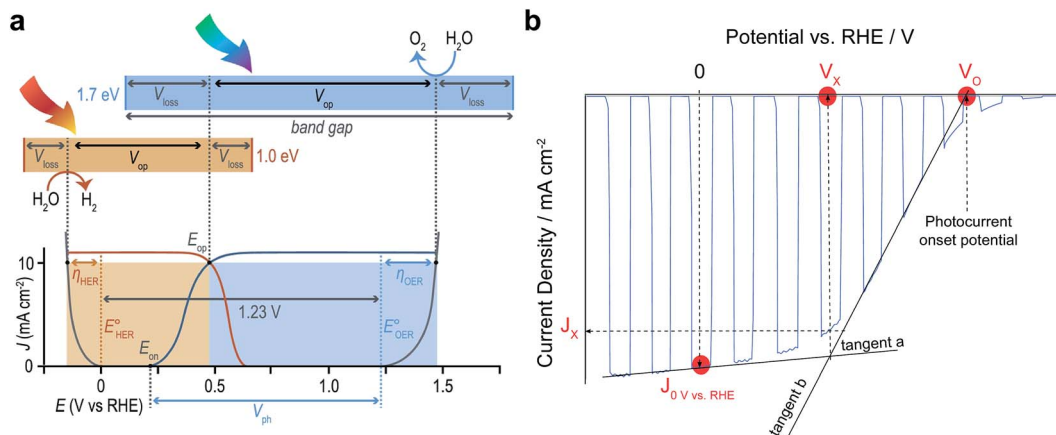 a
O2 H2O
1.7 eV
Vloss Vop Vloss
band gap
Vloss Vop Vloss 1.0 eV
H2O H2
Eop
10
ηHER ηOER
1.23 V
E°HER E°OER
Eon
J (mA cm-2)
0
0 0.5 1.0 1.5
E (V vs RHE)
Vph
b
Potential vs. RHE / V
0 VX VO
Current Density / mA cm-2
Photocurrent
onset potential
JX
tangent a
J0 V vs. RHE
tangent b